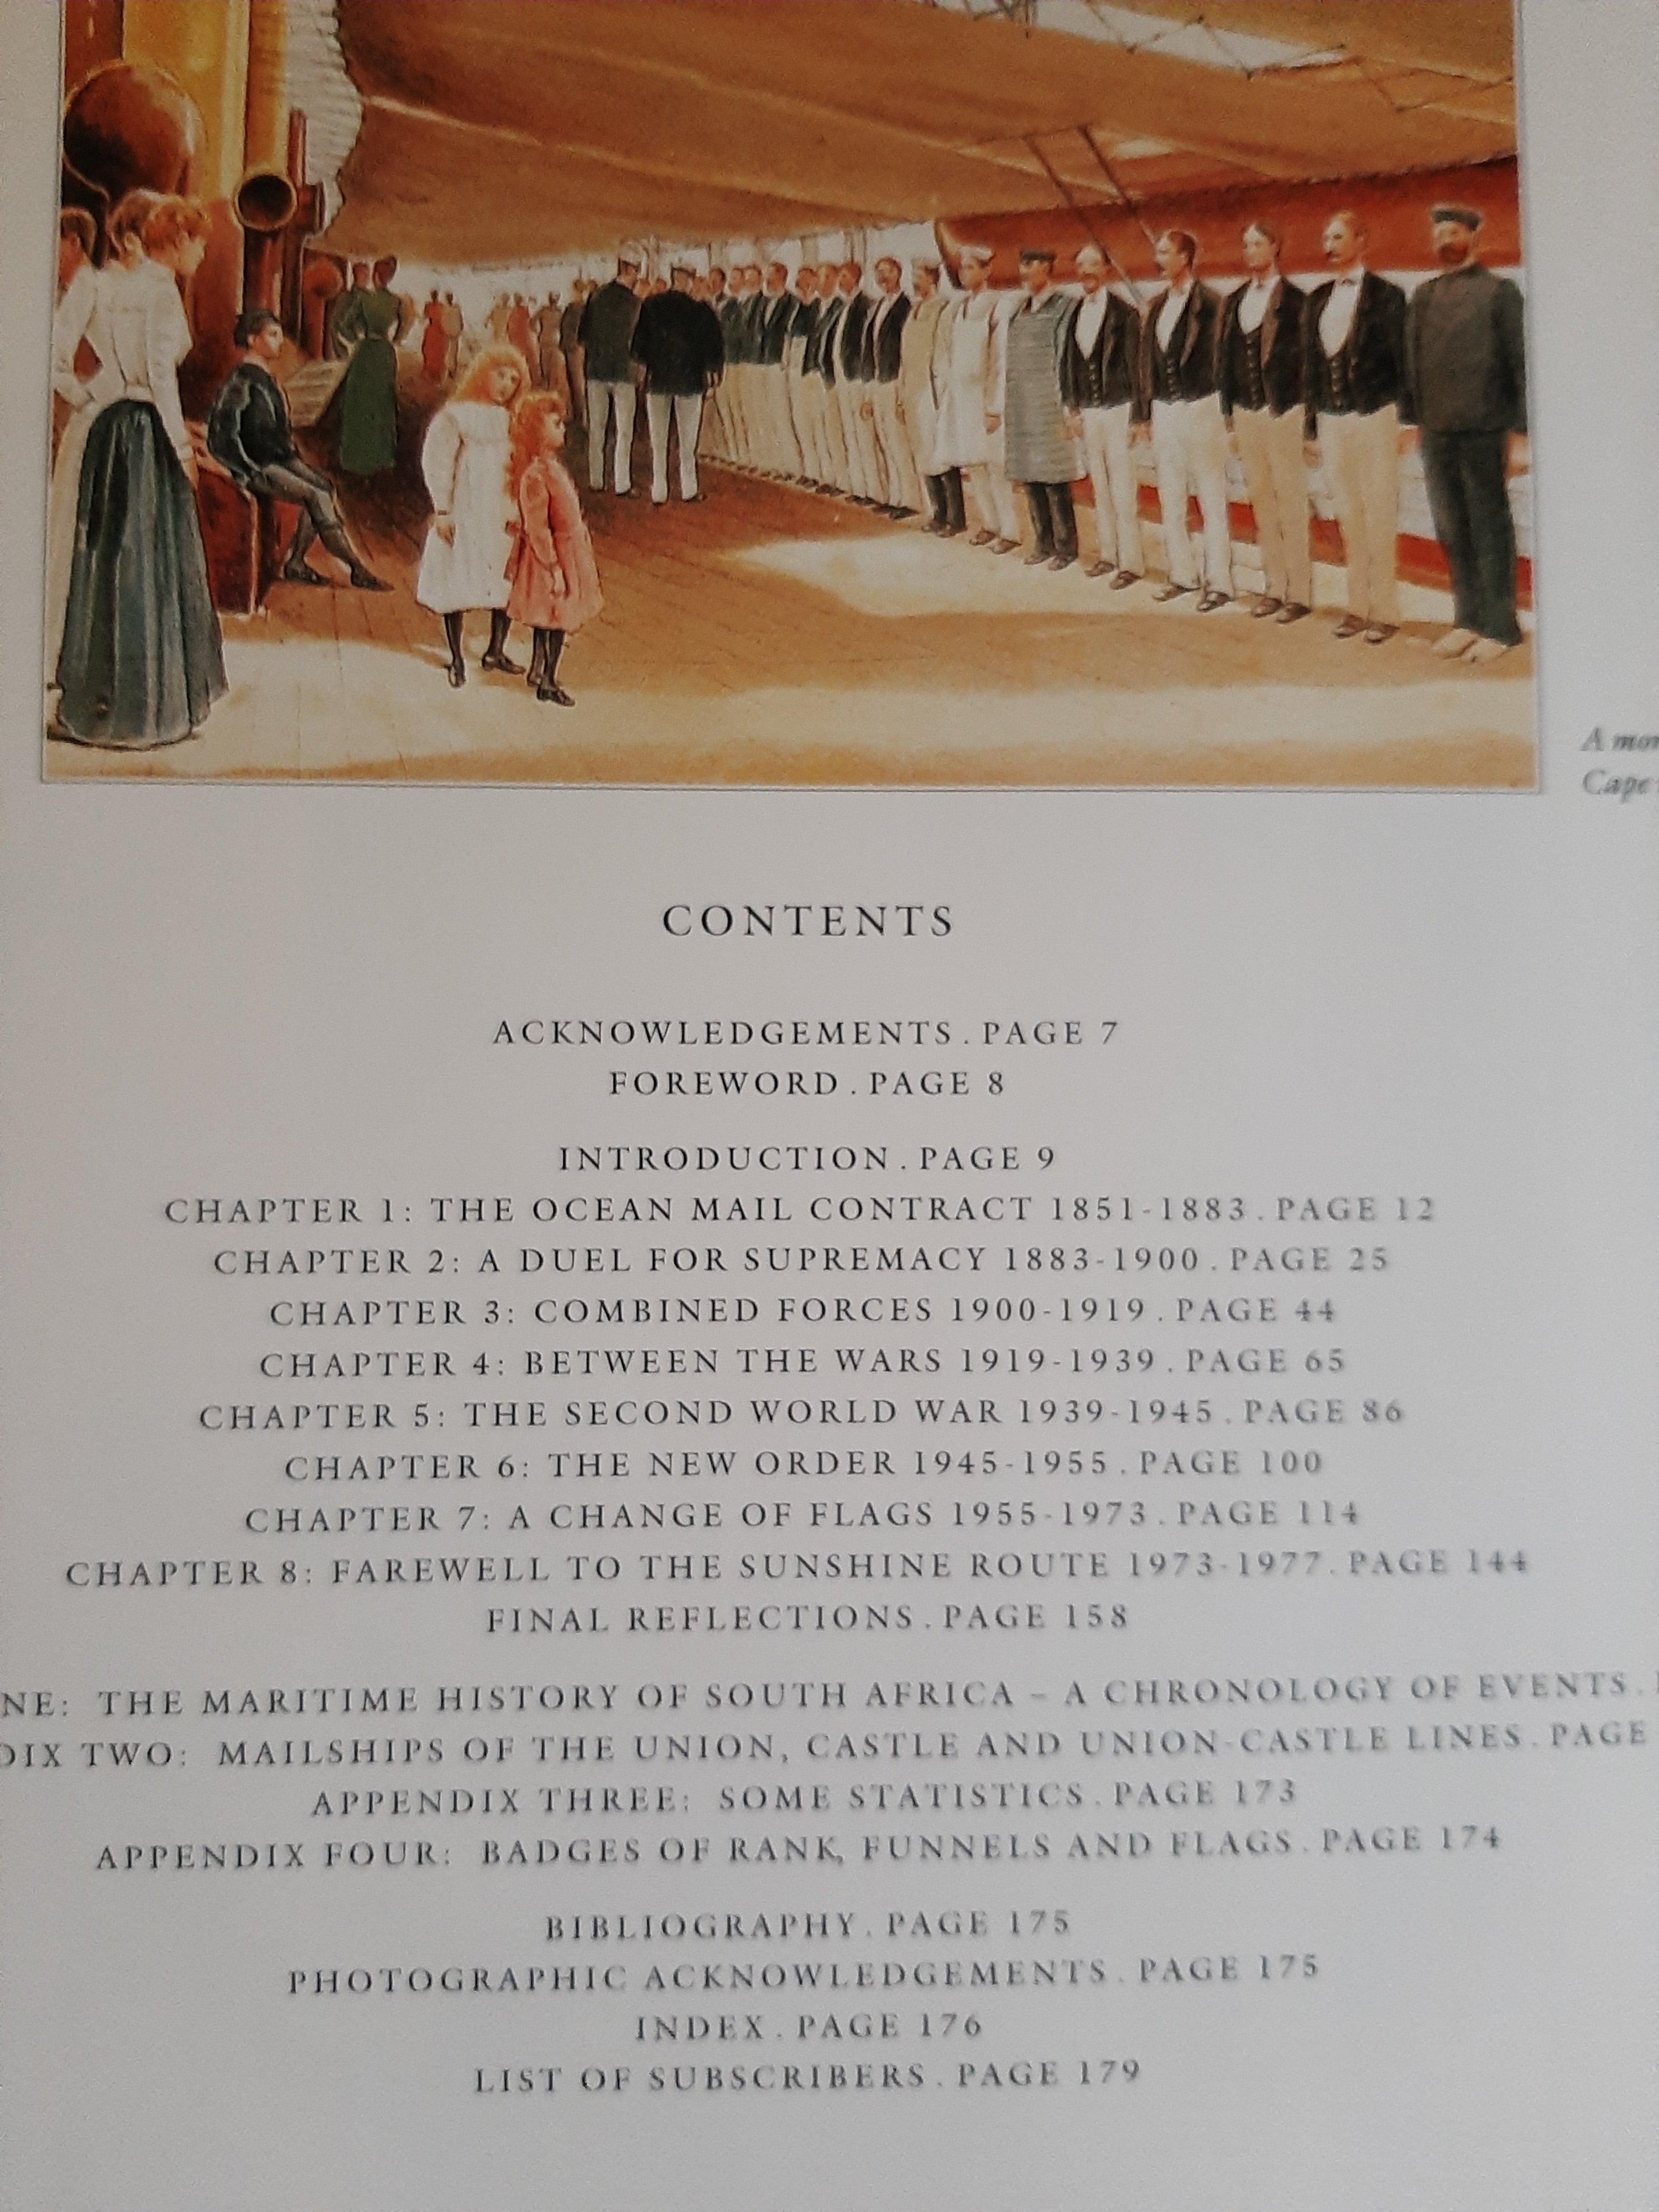 A
Cape
CONTENTS
ACKNOWLEDGEMENTS . PAGE 7
FOREWORD . PAGE 8
INTRODUCTION . PAGE 9
CHAPTER 1: THE OCEAN MAIL CONTRACT 1851-1883 . PAGE 12
CHAPTER 2: A DUEL FOR SUPREMACY 1883-1900 . PAGE 25
CHAPTER 3: COMBINED FORCES 1900-1919 . PAGE 44
CHAPTER 4: BETWEEN THE WARS 1919-1939 . PAGE 65
CHAPTER 5: THE SECOND WORLD WAR 1939-1945 . PAGE 86
CHAPTER 6: THE NEW ORDER 1945-1955 . PAGE 100
CHAPTER 7: A CHANGE OF FLAGS 1955-1973 . PAGE 114
CHAPTER 8: FAREWELL TO THE SUNSHINE ROUTE 1973-1977 . PAGE 144
FINAL REFLECTIONS . PAGE 158
NE: THE MARITIME HISTORY OF SOUTH AFRICA – A CHRONOLOGY OF EVENTS .
DIX TWO: MAILSHIPS OF THE UNION, CASTLE AND UNION-CASTLE LINES . PAGE
APPENDIX THREE: SOME STATISTICS . PAGE 173
APPENDIX FOUR: BADGES OF RANK, FUNNELS AND FLAGS . PAGE 174
BIBLIOGRAPHY . PAGE 175
PHOTOGRAPHIC ACKNOWLEDGEMENTS . PAGE 175
INDEX . PAGE 176
LIST OF SUBSCRIBERS . PAGE 179